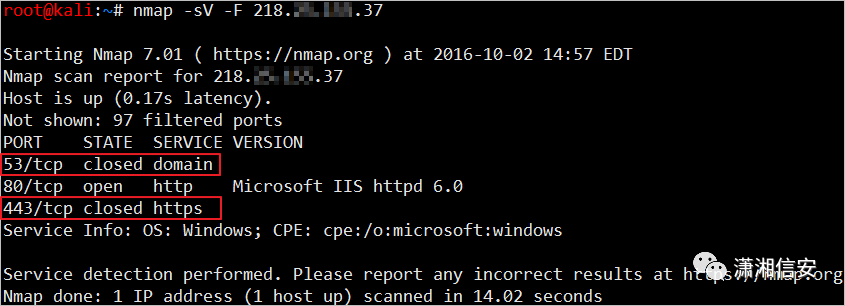 root@kali:~# nmap -sV -F 218. .37
Starting Nmap 7.01 ( https://nmap.org ) at 2016-10-02 14:57 EDT
Nmap scan report for 218. .37
Host is up (0.17s latency).
Not shown: 97 filtered ports
PORT STATE SERVICE VERSION
53/tcp closed domain
80/tcp open http Microsoft IIS httpd 6.0
443/tcp closed https
Service Info: OS: Windows; CPE: cpe:/o:microsoft:windows
Service detection performed. Please report any incorrect results at https://nmap.org
Nmap done: 1 IP address (1 host up) scanned in 14.02 seconds
潇湘信安